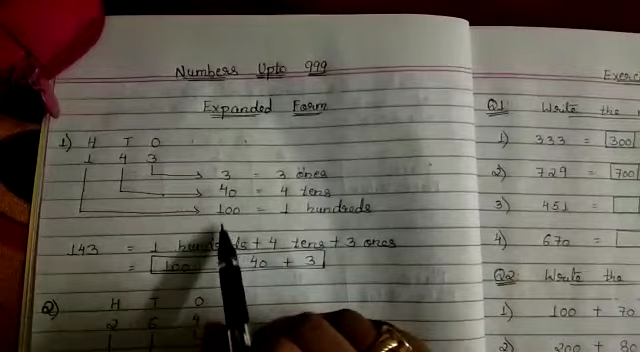 Numbers Upto 999
Expanded Form
1) H T O
1 4 3
3 = 3 ones
40 = 4 tens
100 = 1 hundreds
143 = 1 hundreds + 4 tens + 3 ones
= 100 40 + 3
2) H T O
2 6
Q1 Write the
1) 333 = 300
2) 729 = 700
3) 451 =
4) 670 =
Q2 Write the
1) 100 + 70
2) 200 + 80